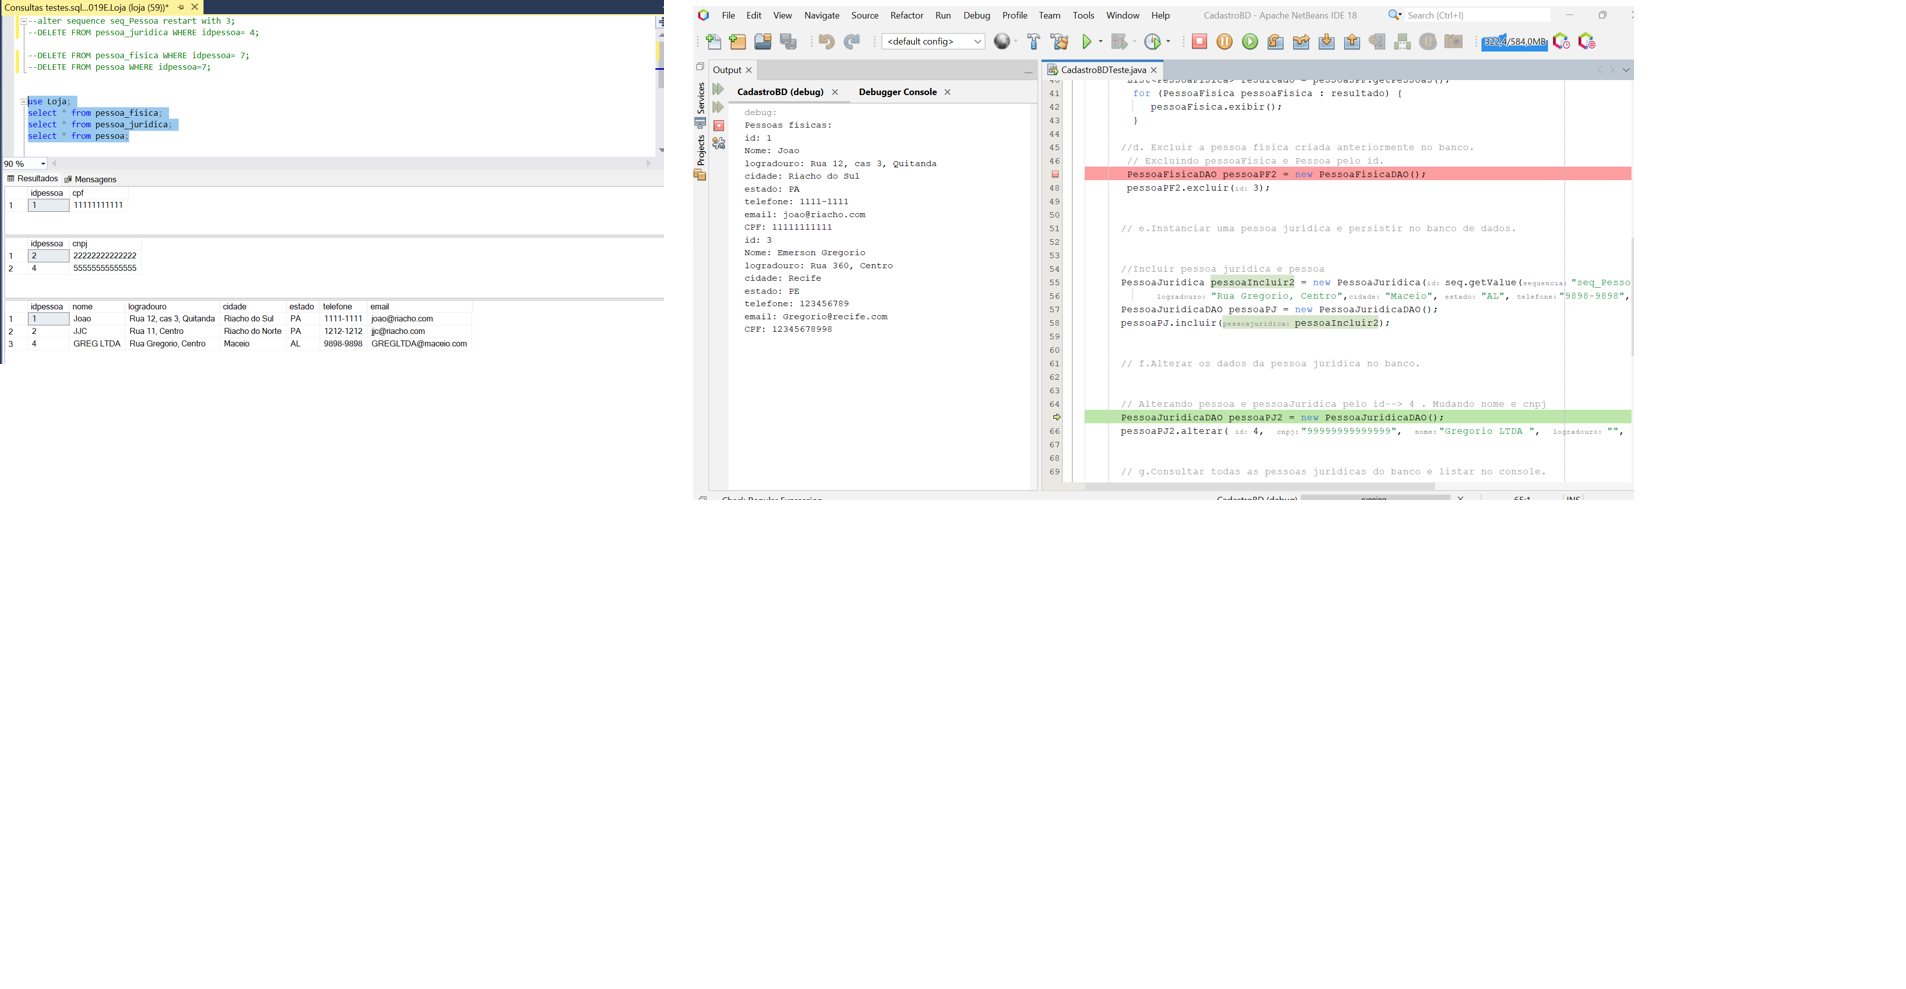 Consultas testes.sql...019E.Loja (loja (59))*
--alter sequence seq_Pessoa restart with 3;
--DELETE FROM pessoa_juridica WHERE idpessoa= 4;
--DELETE FROM pessoa_fisica WHERE idpessoa= 7;
--DELETE FROM pessoa WHERE idpessoa=7;
use Loja;
select * from pessoa_fisica;
select * from pessoa_juridica;
select * from pessoa;
90 %
Resultados Mensagens
idpessoa cpf
1 1 11111111111
idpessoa cnpj
1 2 22222222222222
2 4 55555555555555
idpessoa nome logradouro cidade estado telefone email
1 1 Joao Rua 12, cas 3, Quitanda Riacho do Sul PA 1111-1111 joao@riacho.com
2 2 JJC Rua 11, Centro Riacho do Norte PA 1212-1212 jjc@riacho.com
3 4 GREG LTDA Rua Gregorio, Centro Maceio AL 9898-9898 GREGLTDA@maceio.com
File Edit View Navigate Source Refactor Run Debug Profile Team Tools Window Help CadastroBD - Apache NetBeans IDE 18 Search (Ctrl+I)
<default config> 322,4/584.0MB
Services
Projects
Output
CadastroBD (debug) Debugger Console
debug:
Pessoas fisicas:
id: 1
Nome: Joao
logradouro: Rua 12, cas 3, Quitanda
cidade: Riacho do Sul
estado: PA
telefone: 1111-1111
email: joao@riacho.com
CPF: 11111111111
id: 3
Nome: Emerson Gregorio
logradouro: Rua 360, Centro
cidade: Recife
estado: PE
telefone: 123456789
email: Gregorio@recife.com
CPF: 12345678998
CadastroBDTeste.java
40 List<PessoaFisica> resultado = pessoasPF.getPessoas();
41 for (PessoaFisica pessoaFisica : resultado) {
42 pessoaFisica.exibir();
43 }
44
45 //d. Excluir a pessoa física criada anteriormente no banco.
46 // Excluindo pessoaFisica e Pessoa pelo id.
PessoaFisicaDAO pessoaPF2 = new PessoaFisicaDAO();
48 pessoaPF2.excluir(id: 3);
49
50
51 // e.Instanciar uma pessoa jurídica e persistir no banco de dados.
52
53
54 //Incluir pessoa juridica e pessoa
55 PessoaJuridica pessoaIncluir2 = new PessoaJuridica(id: seq.getValue(sequencia: "seq_Pesso
56 logradouro: "Rua Gregorio, Centro",cidade: "Maceio", estado: "AL", telefone:"9898-9898",
57 PessoaJuridicaDAO pessoaPJ = new PessoaJuridicaDAO();
58 pessoaPJ.incluir(pessoajuridica: pessoaIncluir2);
59
60
61 // f.Alterar os dados da pessoa jurídica no banco.
62
63
64 // Alterando pessoa e pessoaJuridica pelo id--> 4 . Mudando nome e cnpj
PessoaJuridicaDAO pessoaPJ2 = new PessoaJuridicaDAO();
66 pessoaPJ2.alterar( id: 4, cnpj:"99999999999999", nome:"Gregorio LTDA ", logradouro: "",
67
68
69 // g.Consultar todas as pessoas jurídicas do banco e listar no console.
Check Regular Expression CadastroBD (debug) running 65:1 INS